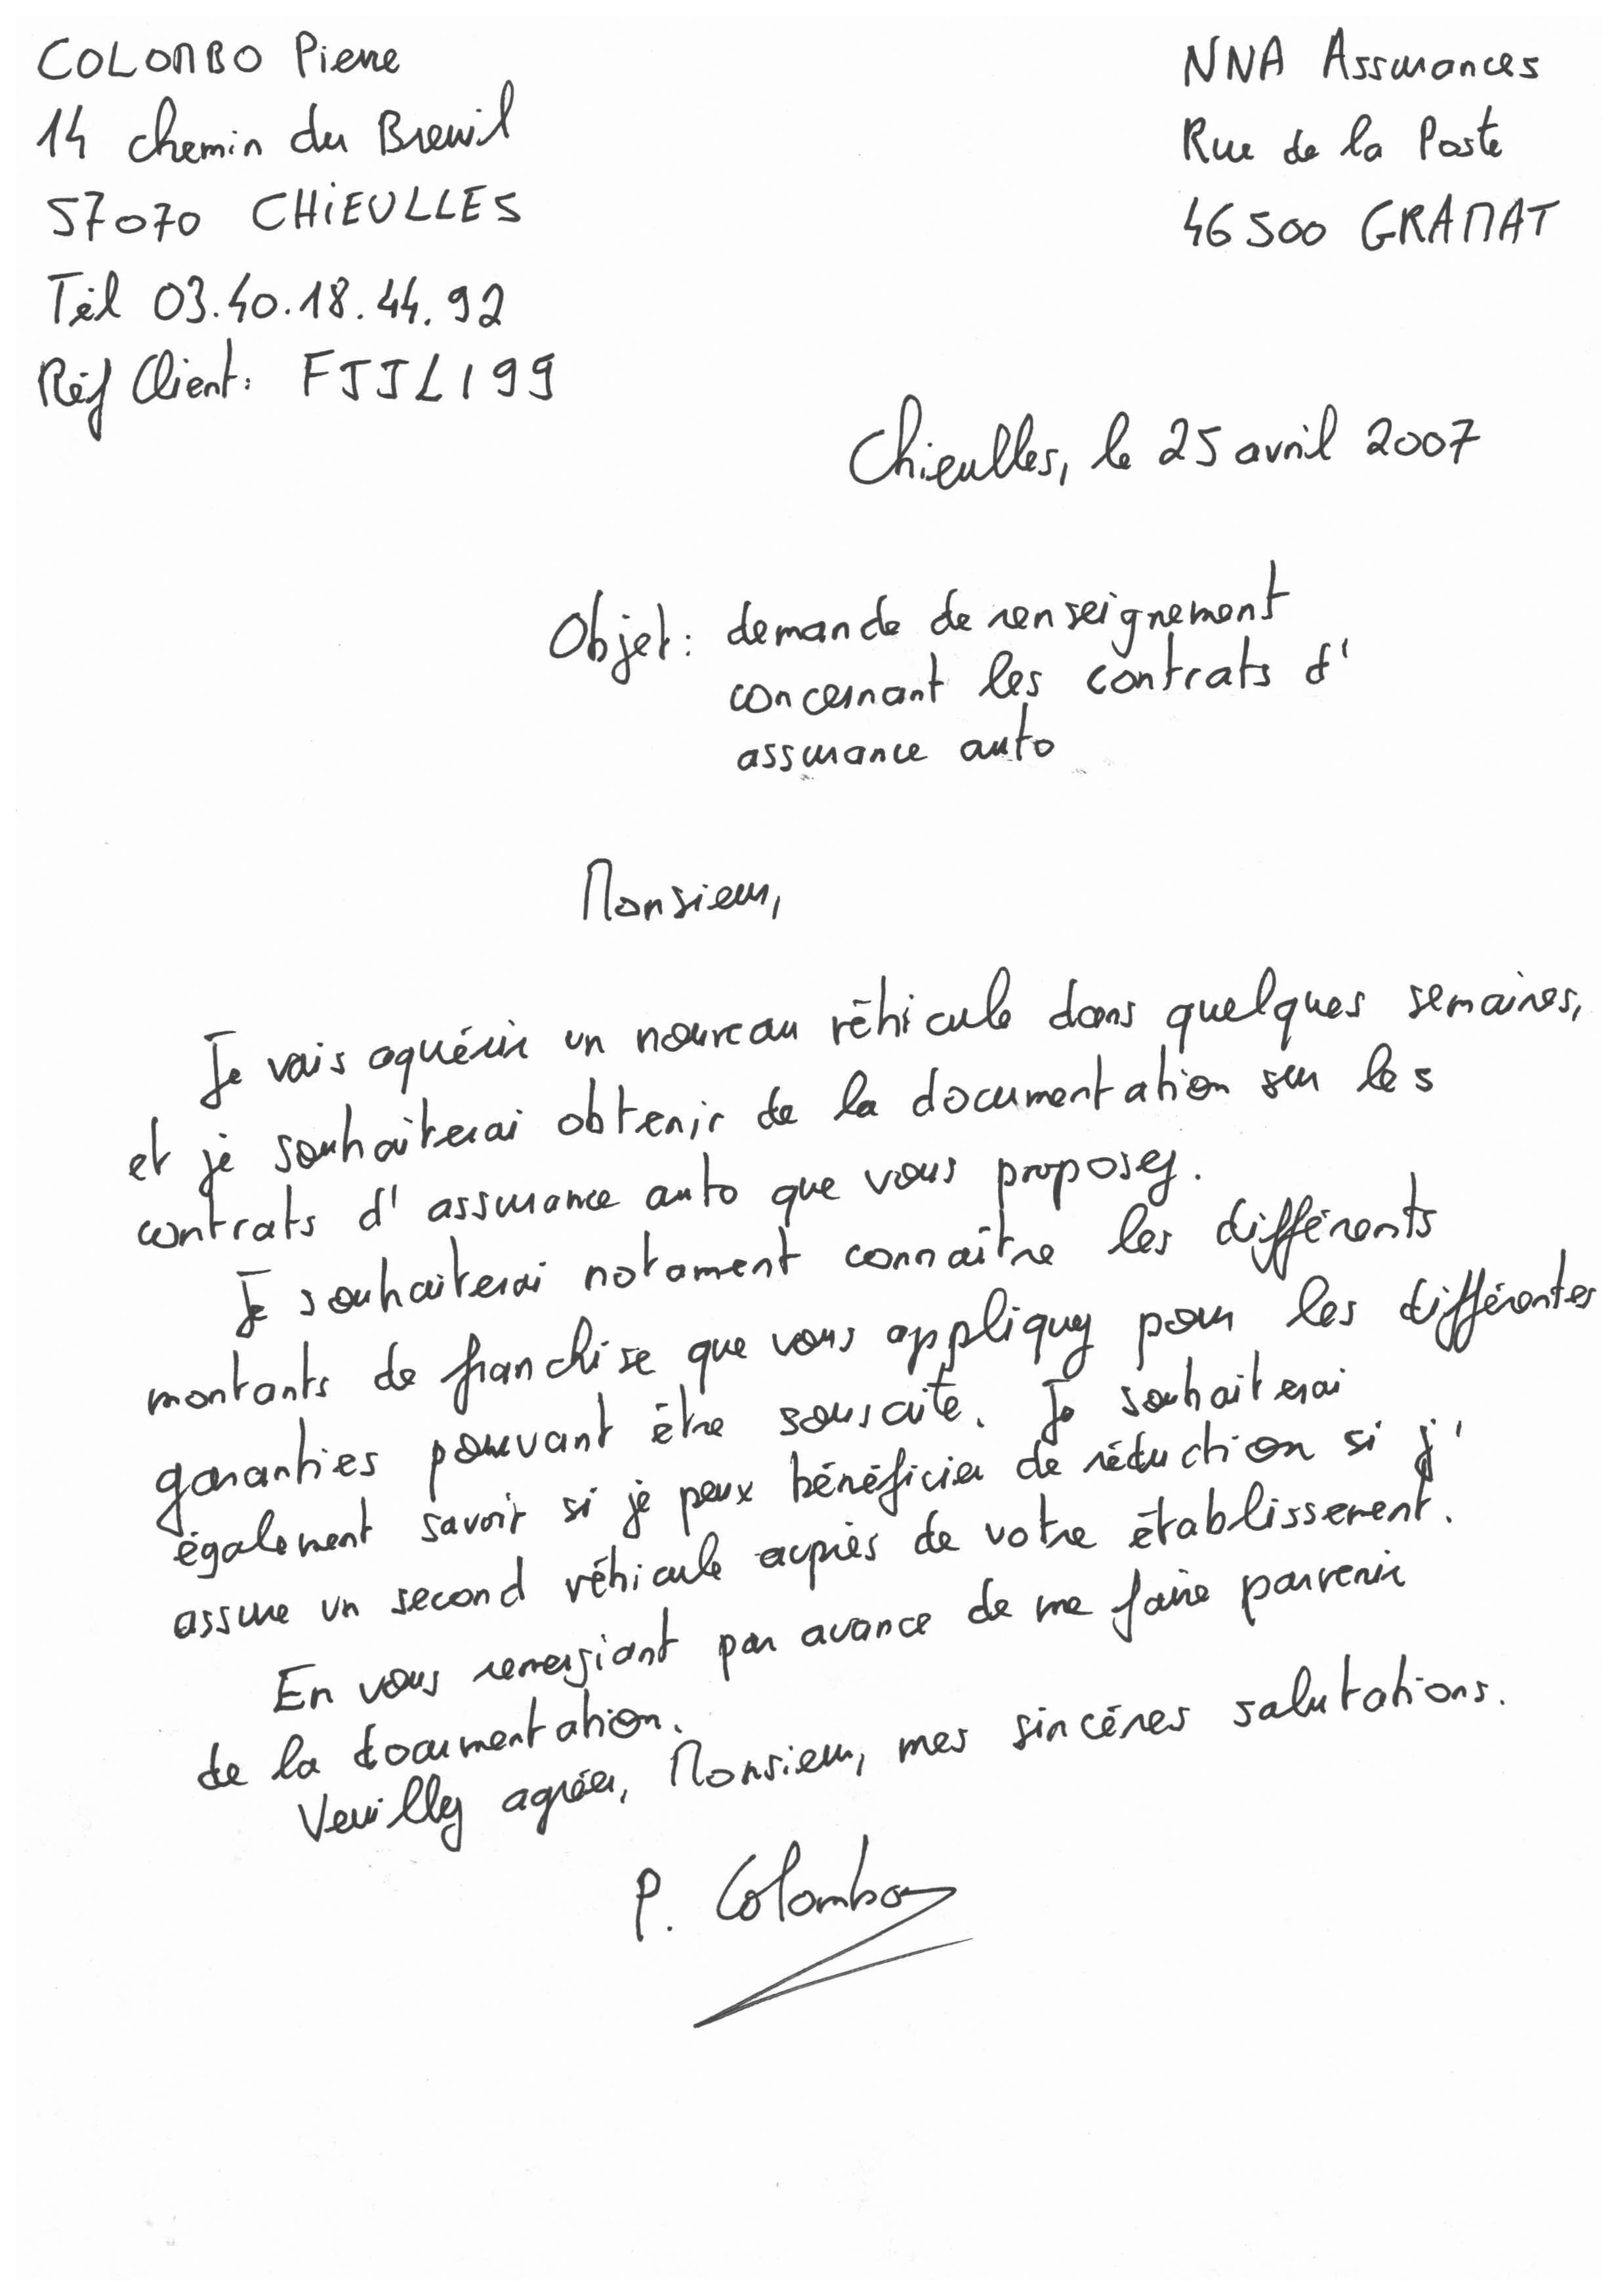 COLOMBO Pierre
14 chemin du Breuil
57070 CHIEULLES
Tél 03.40.18.44.92
Réf Client: FJJL199
NNA Assurances
Rue de la Poste
46500 GRAMAT
Chieulles, le 25 avril 2007
Objet: demande de renseignement
concernant les contrats d'
assurance auto
Monsieur,
Je vais aquérir un nouveau véhicule dans quelques semaines,
et je souhaiterai obtenir de la documentation sur les
contrats d'assurance auto que vous proposez.
Je souhaiterai notament connaître les différents
montants de franchise que vous appliquez pour les différentes
garanties pouvant être souscrite. Je souhaiterai
également savoir si je peux bénéficier de réduction si j'
assure un second véhicule auprès de votre établissement.
En vous remerçiant par avance de me faire parvenir
de la documentation.
Veuillez agréer, Monsieur, mes sincéres salutations.
P. Colombo